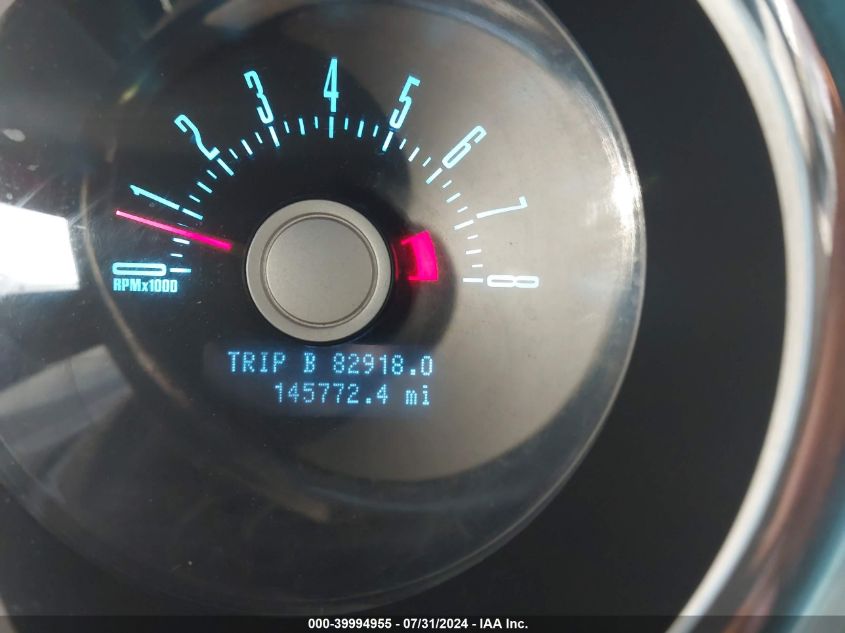 0 1 2 3 4 5 6 7 8
RPMx1000
TRIP B 82918.0
145772.4 mi
000-39994955 - 07/31/2024 - IAA Inc.